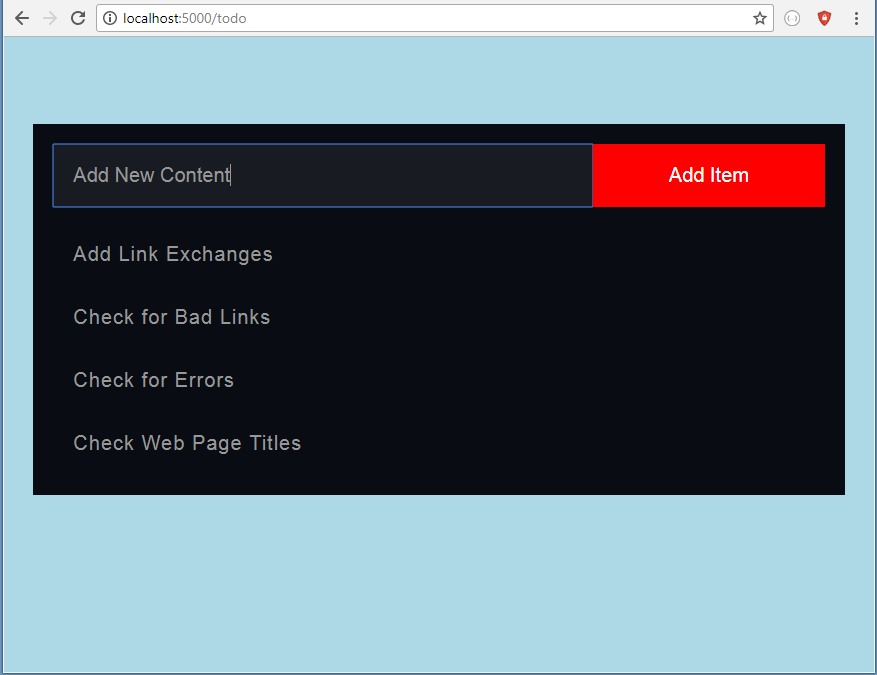 localhost:5000/todo
Add New Content
Add Item
Add Link Exchanges
Check for Bad Links
Check for Errors
Check Web Page Titles